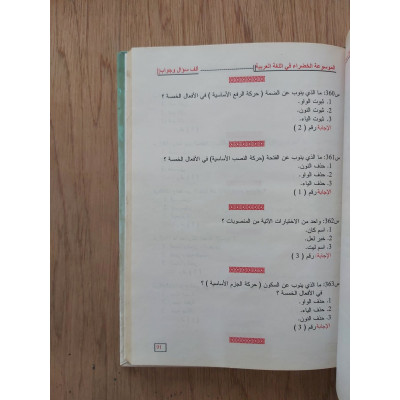 الموسوعة الخضراء في اللغة العربية
ألف سؤال وجوابه
س360: ما الذي ينوب عن الضمة ( حركة الرفع الأساسية ) في الأفعال الخمسة ؟
1. ثبوت الواو.
2. ثبوت النون.
3. ثبوت الياء.
الإجابة رقم ( 2 )
س361: ما الذي ينوب عن الفتحة (حركة النصب الأساسية) في الأفعال الخمسة ؟
1. حذف النون.
2. حذف الواو.
3. حذف الياء.
الإجابة رقم ( 1 )
س362: واحد من الاختيارات الآتية من المنصوبات ؟
1. اسم كان.
2. خبر لعل.
3. اسم ليت.
الإجابة: رقم ( 3 )
س363: ما الذي ينوب عن السكون ( حركة الجزم الأساسية ) ؟
في الأفعال الخمسة ؟
1. حذف الواو.
2. حذف الياء.
3. حذف النون.
الإجابة رقم ( 3 )